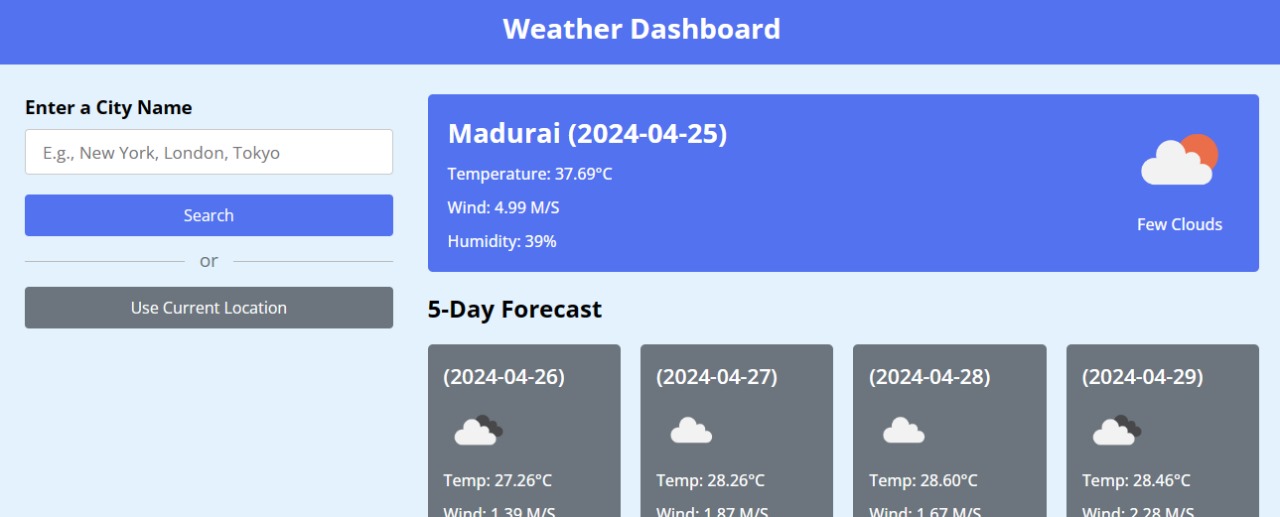 Weather Dashboard
Enter a City Name
E.g., New York, London, Tokyo
Search
or
Use Current Location
Madurai (2024-04-25)
Temperature: 37.69°C
Wind: 4.99 M/S
Humidity: 39%
Few Clouds
5-Day Forecast
(2024-04-26)
Temp: 27.26°C
Wind: 1.39 M/S
(2024-04-27)
Temp: 28.26°C
Wind: 1.87 M/S
(2024-04-28)
Temp: 28.60°C
Wind: 1.67 M/S
(2024-04-29)
Temp: 28.46°C
Wind: 2.28 M/S